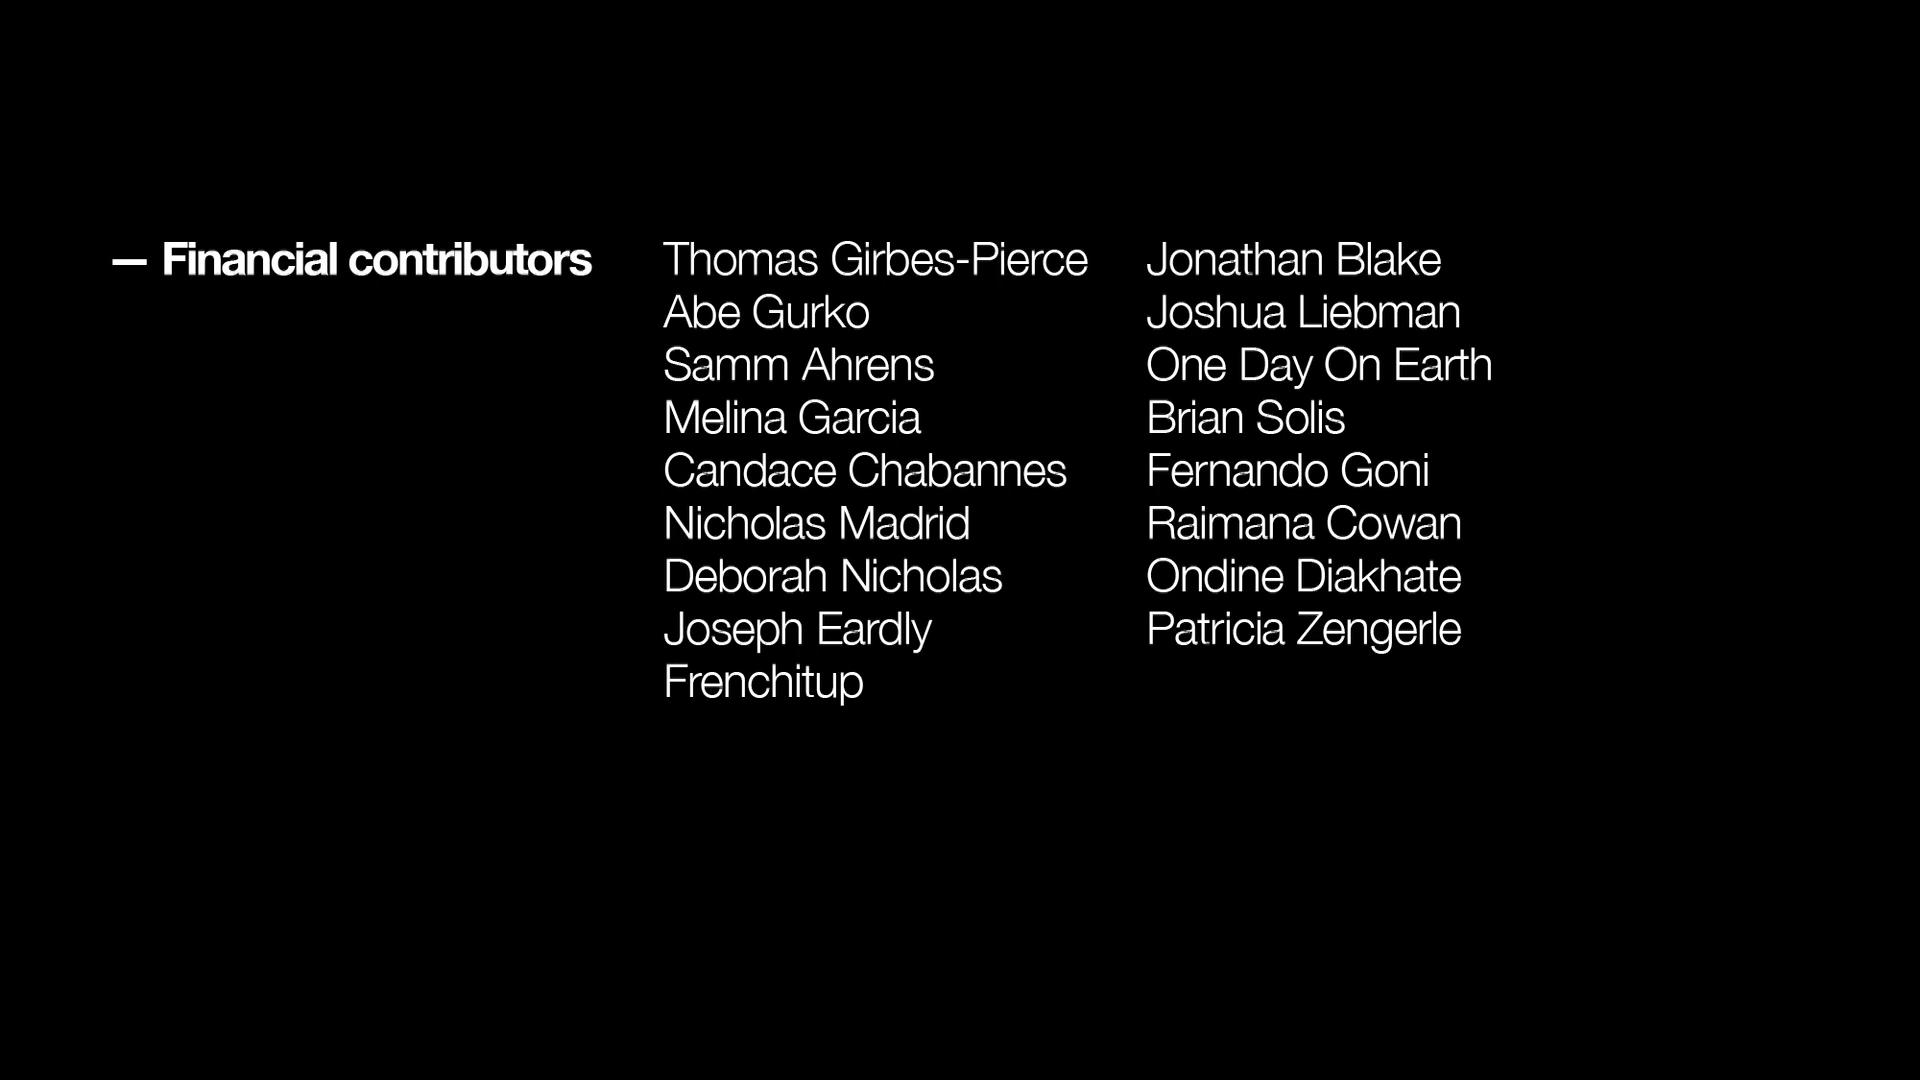 — Financial contributors
Thomas Girbes-Pierce
Abe Gurko
Samm Ahrens
Melina Garcia
Candace Chabannes
Nicholas Madrid
Deborah Nicholas
Joseph Eardly
Frenchitup
Jonathan Blake
Joshua Liebman
One Day On Earth
Brian Solis
Fernando Goni
Raimana Cowan
Ondine Diakhate
Patricia Zengerle